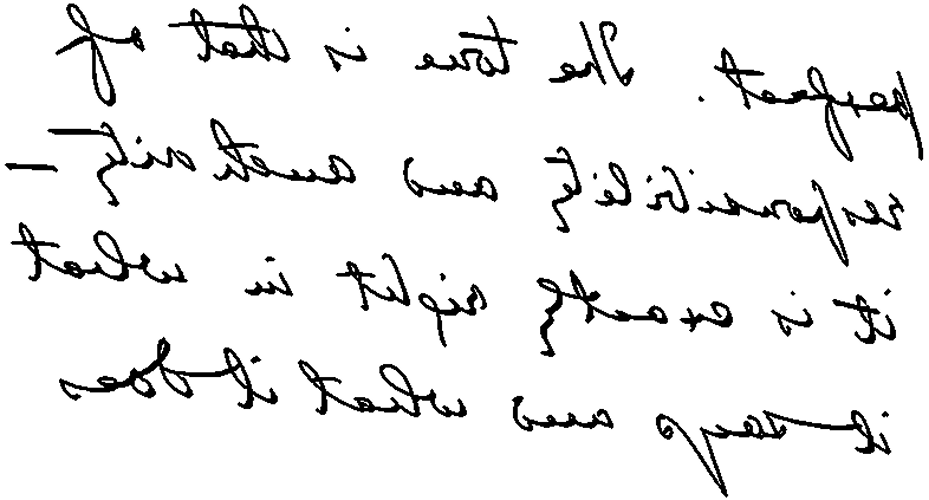 perfect. The tone is that of
responsibility and authority —
it is exactly right in what
it says and what it does